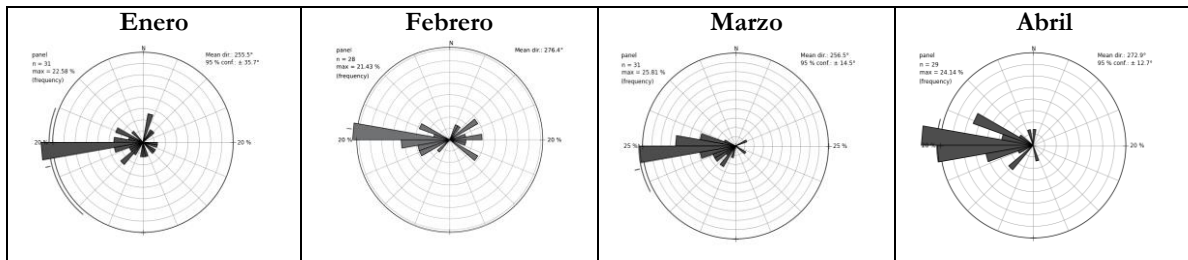 Enero
panel
n = 31
max = 22.58 %
(frequency)
N
Mean dir.: 255.5°
95 % conf.: ± 35.7°
20 %
20 %
Febrero
panel
n = 28
max = 21.43 %
(frequency)
N
Mean dir.: 276.4°
20%
20 %
Marzo
panel
n = 31
max = 25.81 %
(frequency)
N
Mean dir.: 256.5°
95 % conf.: ± 14.5°
25 %
25 %
Abril
panel
n = 29
max = 24.14 %
(frequency)
N
Mean dir.: 272.9°
95 % conf.: ± 12.7°
20 %
20 %